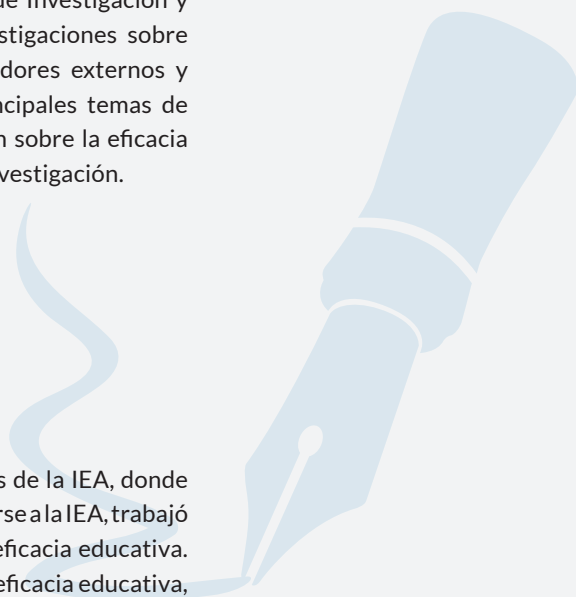 de Investigación y
stigaciones sobre
dores externos y
ncipales temas de
n sobre la eficacia
vestigación.
s de la IEA, donde
rse a la IEA, trabajó
eficacia educativa.
eficacia educativa,